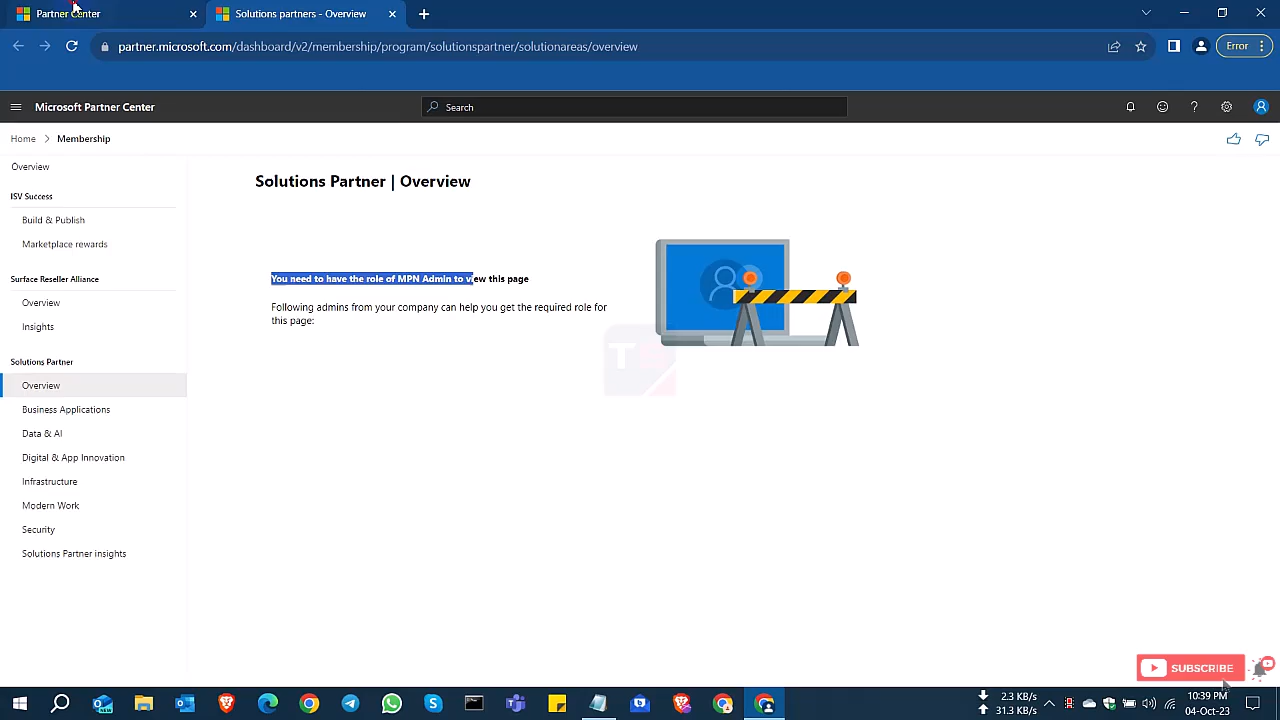 Partner Center
Solutions partners - Overview
partner.microsoft.com/dashboard/v2/membership/program/solutionspartner/solutionareas/overview
Error
Microsoft Partner Center
Search
Home > Membership
Overview
ISV Success
Build & Publish
Marketplace rewards
Surface Reseller Alliance
Overview
Insights
Solutions Partner
Overview
Business Applications
Data & AI
Digital & App Innovation
Infrastructure
Modern Work
Security
Solutions Partner insights
Solutions Partner | Overview
You need to have the role of MPN Admin to view this page
Following admins from your company can help you get the required role for
this page:
SUBSCRIBE
2.3 KB/s
31.3 KB/s
10:39 PM
04-Oct-23